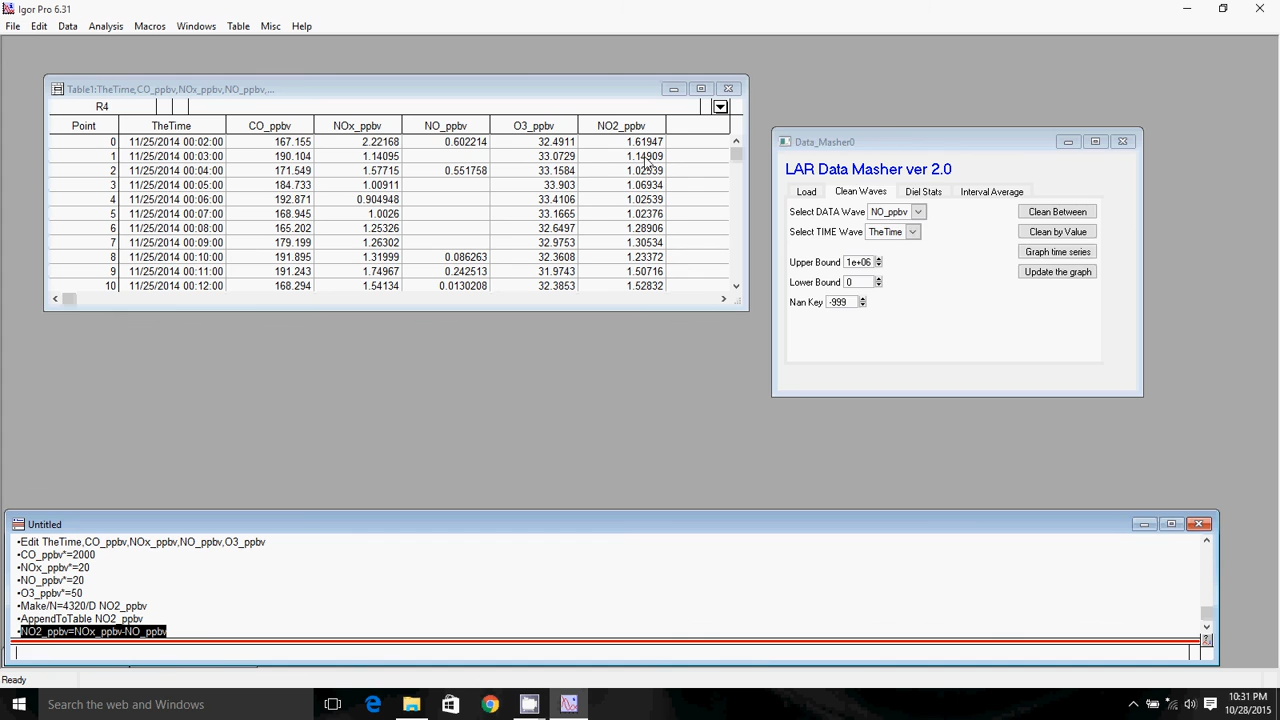 Igor Pro 6.31
File Edit Data Analysis Macros Windows Table Misc Help
Table1:TheTime,CO_ppbv,NOx_ppbv,NO_ppbv,...
R4
Point TheTime CO_ppbv NOx_ppbv NO_ppbv O3_ppbv NO2_ppbv
0 11/25/2014 00:02:00 167.155 2.22168 0.602214 32.4911 1.61947
1 11/25/2014 00:03:00 190.104 1.14095 33.0729 1.14909
2 11/25/2014 00:04:00 171.549 1.57715 0.551758 33.1584 1.02539
3 11/25/2014 00:05:00 184.733 1.00911 33.903 1.06934
4 11/25/2014 00:06:00 192.871 0.904948 33.4106 1.02539
5 11/25/2014 00:07:00 168.945 1.0026 33.1665 1.02376
6 11/25/2014 00:08:00 165.202 1.25326 32.6497 1.28906
7 11/25/2014 00:09:00 179.199 1.26302 32.9753 1.30534
8 11/25/2014 00:10:00 191.895 1.31999 0.086263 32.3608 1.23372
9 11/25/2014 00:11:00 191.243 1.74967 0.242513 31.9743 1.50716
10 11/25/2014 00:12:00 168.294 1.54134 0.0130208 32.3853 1.52832
Data_Masher0
LAR Data Masher ver 2.0
Load Clean Waves Diel Stats Interval Average
Select DATA Wave NO_ppbv Clean Between
Select TIME Wave TheTime Clean by Value
Upper Bound 1e+06 Graph time series
Lower Bound 0 Update the graph
Nan Key -999
Untitled
•Edit TheTime,CO_ppbv,NOx_ppbv,NO_ppbv,O3_ppbv
•CO_ppbv*=2000
•NOx_ppbv*=20
•NO_ppbv*=20
•O3_ppbv*=50
•Make/N=4320/D NO2_ppbv
•AppendToTable NO2_ppbv
•NO2_ppbv=NOx_ppbv-NO_ppbv
Ready
Search the web and Windows
10:31 PM
10/28/2015